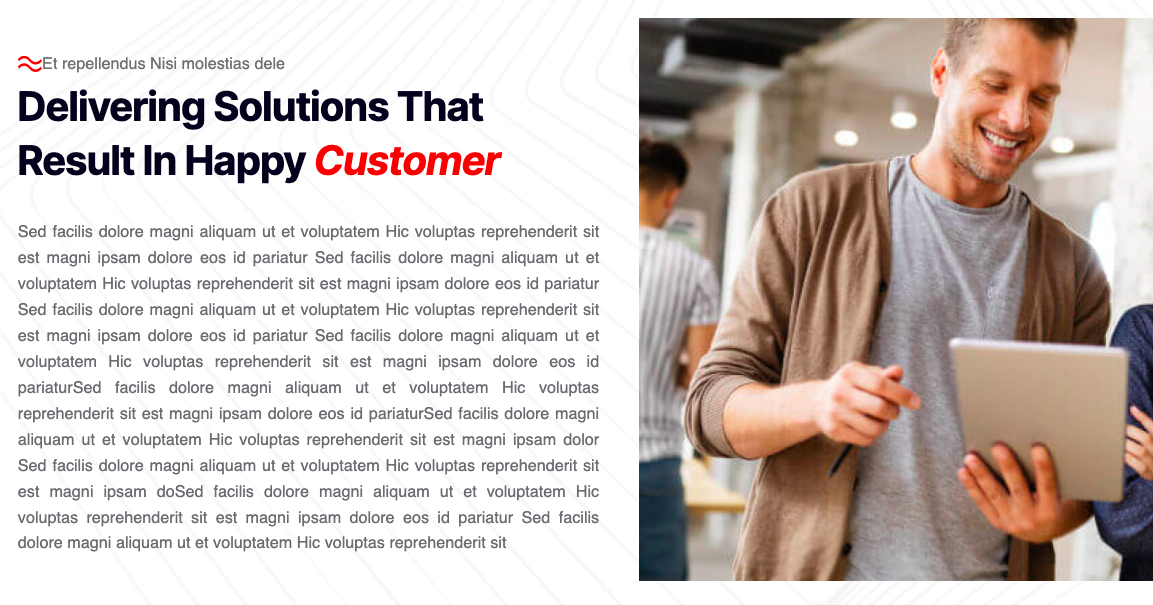 Et repellendus Nisi molestias dele
Delivering Solutions That
Result In Happy Customer
Sed facilis dolore magni aliquam ut et voluptatem Hic voluptas reprehenderit sit
est magni ipsam dolore eos id pariatur Sed facilis dolore magni aliquam ut et
voluptatem Hic voluptas reprehenderit sit est magni ipsam dolore eos id pariatur
Sed facilis dolore magni aliquam ut et voluptatem Hic voluptas reprehenderit sit
est magni ipsam dolore eos id pariatur Sed facilis dolore magni aliquam ut et
voluptatem Hic voluptas reprehenderit sit est magni ipsam dolore eos id
pariaturSed facilis dolore magni aliquam ut et voluptatem Hic voluptas
reprehenderit sit est magni ipsam dolore eos id pariaturSed facilis dolore magni
aliquam ut et voluptatem Hic voluptas reprehenderit sit est magni ipsam dolor
Sed facilis dolore magni aliquam ut et voluptatem Hic voluptas reprehenderit sit
est magni ipsam doSed facilis dolore magni aliquam ut et voluptatem Hic
voluptas reprehenderit sit est magni ipsam dolore eos id pariatur Sed facilis
dolore magni aliquam ut et voluptatem Hic voluptas reprehenderit sit